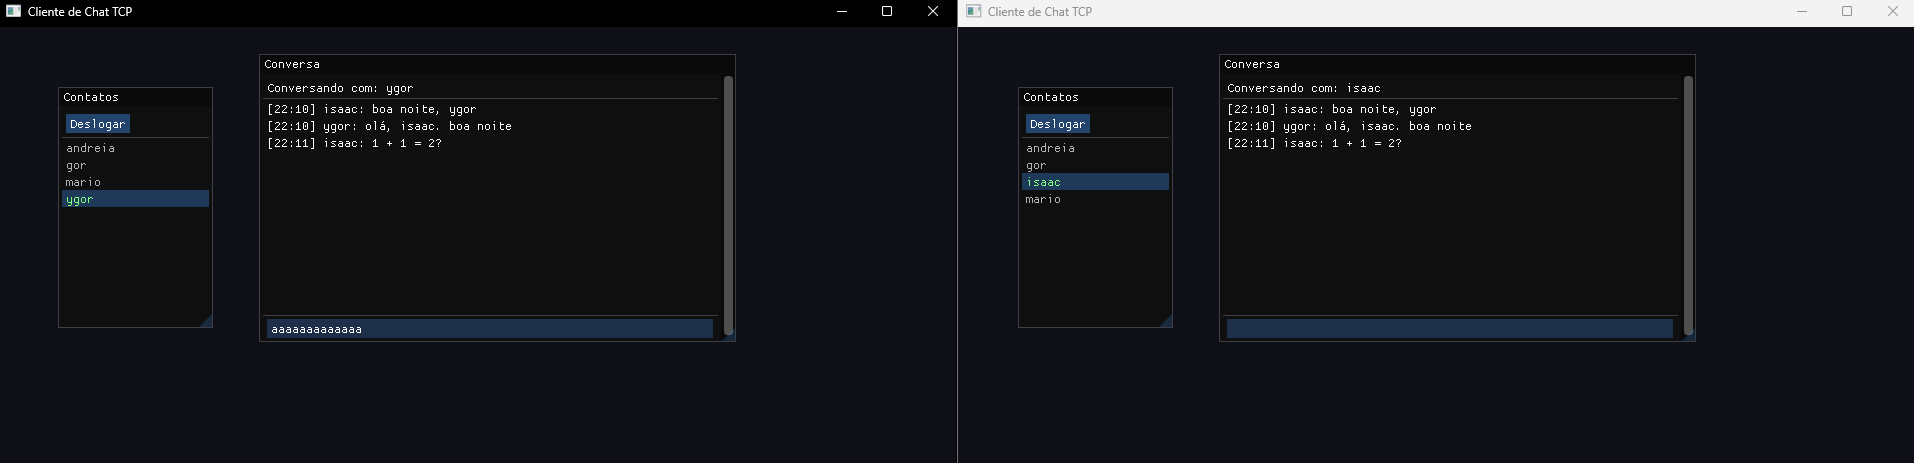 Cliente de Chat TCP
Contatos
Deslogar
andreia
gor
mario
ygor
Conversa
Conversando com: ygor
[22:10] isaac: boa noite, ygor
[22:10] ygor: olá, isaac. boa noite
[22:11] isaac: 1 + 1 = 2?
aaaaaaaaaaaaa
Cliente de Chat TCP
Contatos
Deslogar
andreia
gor
isaac
mario
Conversa
Conversando com: isaac
[22:10] isaac: boa noite, ygor
[22:10] ygor: olá, isaac. boa noite
[22:11] isaac: 1 + 1 = 2?